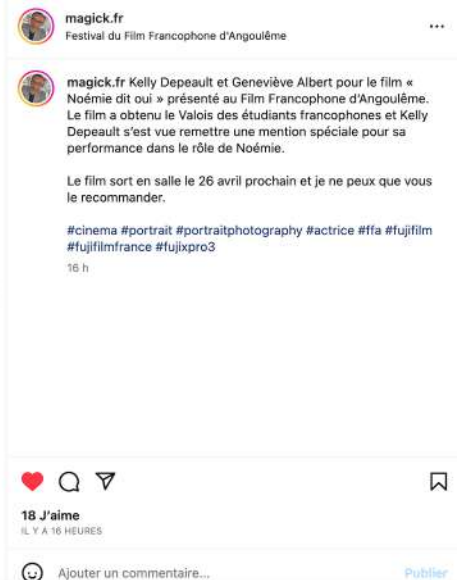 magick.fr
Festival du Film Francophone d'Angoulême
magick.fr Kelly Depeault et Geneviève Albert pour le film «
Noémie dit oui » présenté au Film Francophone d'Angoulême.
Le film a obtenu le Valois des étudiants francophones et Kelly
Depeault s'est vue remettre une mention spéciale pour sa
performance dans le rôle de Noémie.
Le film sort en salle le 26 avril prochain et je ne peux que vous
le recommander.
#cinema #portrait #portraitphotography #actrice #ffa #fujifilm
#fujifilmfrance #fujixpro3
16 h
18 J'aime
IL Y A 16 HEURES
Ajouter un commentaire...
Publier